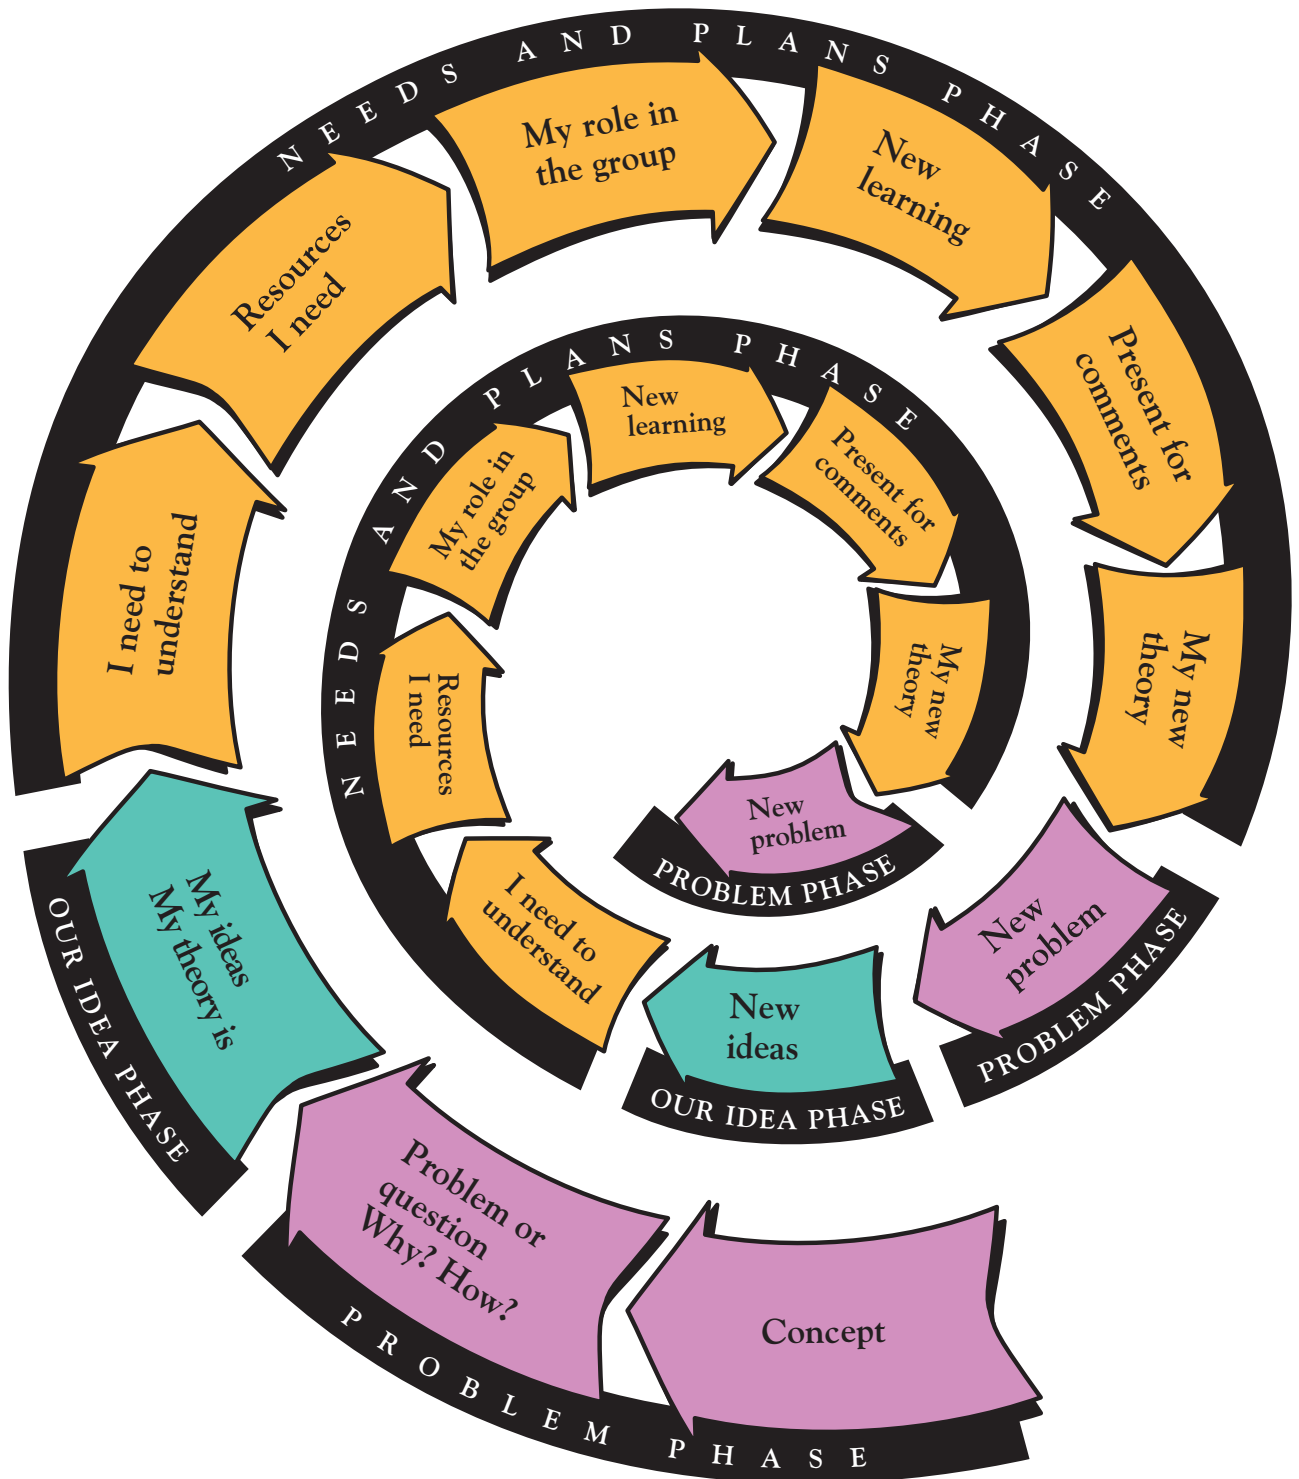 Concept
Problem or
question
Why? How?
PROBLEM PHASE
My ideas
My theory is
OUR IDEA PHASE
I need to
understand
Resources
I need
My role in
the group
New
learning
Present for
comments
My new
theory
NEEDS AND PLANS PHASE
New
problem
PROBLEM PHASE
New
ideas
OUR IDEA PHASE
I need to
understand
Resources
I need
My role in
the group
New
learning
Present for
comments
My new
theory
NEEDS AND PLANS PHASE
New
problem
PROBLEM PHASE